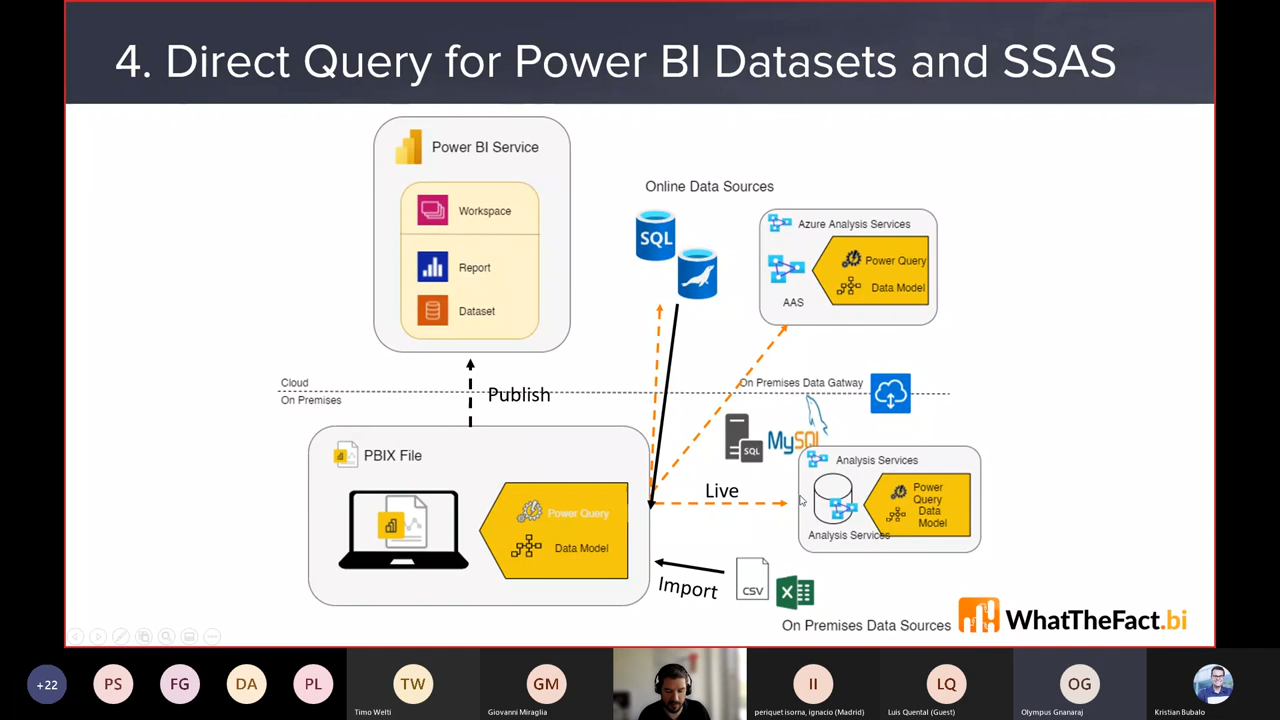 4. Direct Query for Power BI Datasets and SSAS
Power BI Service
Workspace
Report
Dataset
Online Data Sources
SQL
Azure Analysis Services
Power Query
Data Model
AAS
Cloud
On Premises
Publish
On Premises Data Gatway
SQL
MySQL
PBIX File
Power Query
Data Model
Live
Analysis Services
Power
Query
Data
Model
Analysis Services
Import
CSV
X
On Premises Data Sources
WhatTheFact.bi
+22
PS
FG
DA
PL
TW
Timo Welti
GM
Giovanni Miraglia
II
periquet isorna, ignacio (Madrid)
LQ
Luis Quental (Guest)
OG
Olympus Gnanaraj
Kristian Bubalo